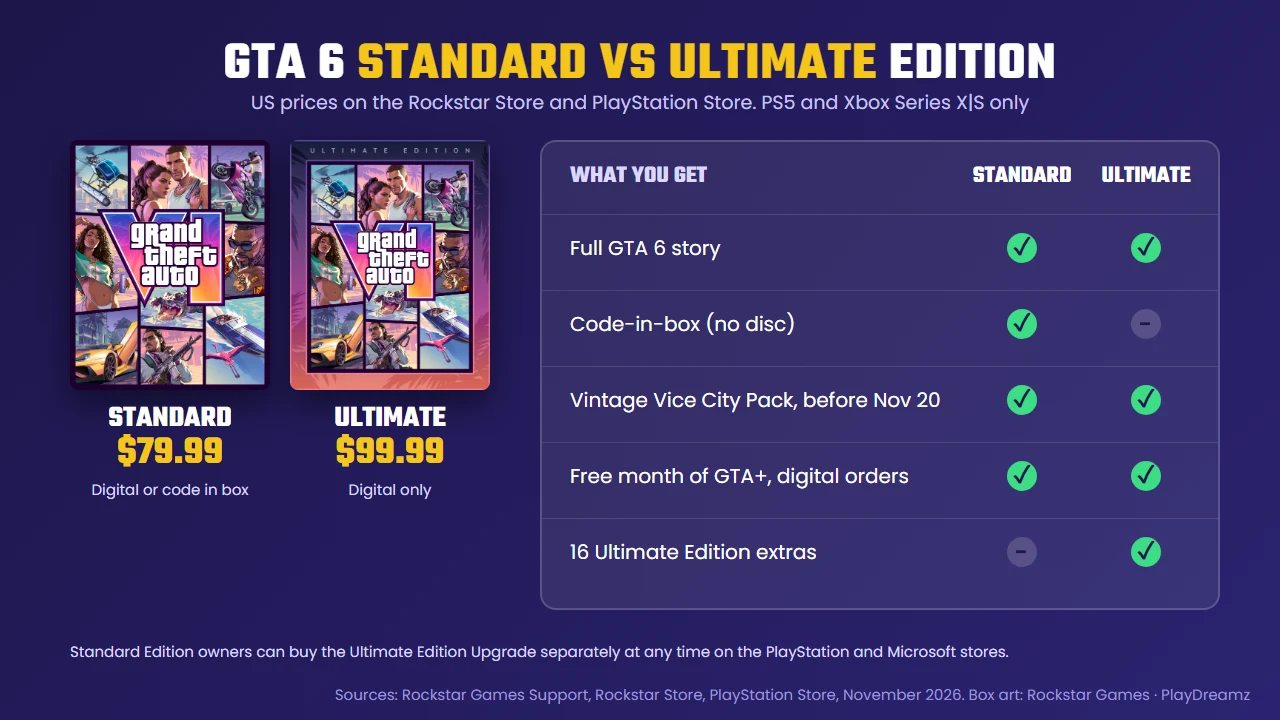 GTA 6 STANDARD VS ULTIMATE EDITION
US prices on the Rockstar Store and PlayStation Store. PS5 and Xbox Series X|S only
grand
theft
auto
VI
ULTIMATE EDITION
grand
theft
auto
VI
STANDARD
$79.99
Digital or code in box
ULTIMATE
$99.99
Digital only
WHAT YOU GET STANDARD ULTIMATE
Full GTA 6 story
Code-in-box (no disc)
Vintage Vice City Pack, before Nov 20
Free month of GTA+, digital orders
16 Ultimate Edition extras
Standard Edition owners can buy the Ultimate Edition Upgrade separately at any time on the PlayStation and Microsoft stores.
Sources: Rockstar Games Support, Rockstar Store, PlayStation Store, November 2026. Box art: Rockstar Games · PlayDreamz